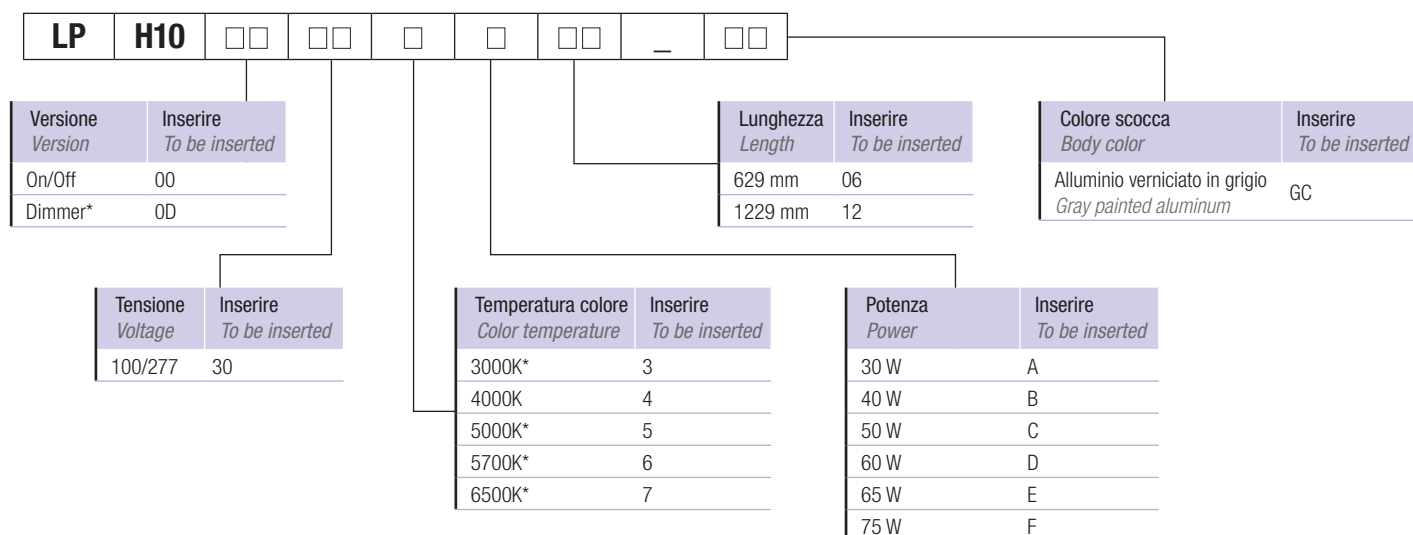 LP H10 □□ □□ □ □ □□ _ □□
Versione Inserire
Version To be inserted
On/Off 00
Dimmer* 0D
Lunghezza Inserire
Length To be inserted
629 mm 06
1229 mm 12
Colore scocca Inserire
Body color To be inserted
Alluminio verniciato in grigio GC
Gray painted aluminum
Tensione Inserire
Voltage To be inserted
100/277 30
Temperatura colore Inserire
Color temperature To be inserted
3000K* 3
4000K 4
5000K* 5
5700K* 6
6500K* 7
Potenza Inserire
Power To be inserted
30 W A
40 W B
50 W C
60 W D
65 W E
75 W F